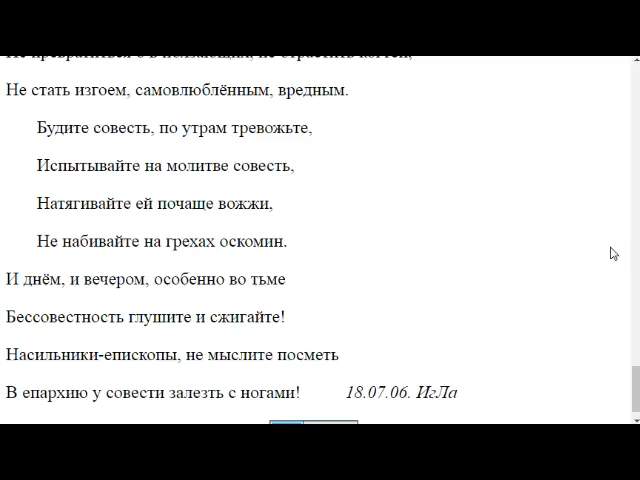 Не стать изгоем, самовлюблённым, вредным.
Будите совесть, по утрам тревожьте,
Испытывайте на молитве совесть,
Натягивайте ей почаще вожжи,
Не набивайте на грехах оскомин.
И днём, и вечером, особенно во тьме
Бессовестность глушите и сжигайте!
Насильники-епископы, не мыслите посметь
В епархию у совести залезть с ногами! 18.07.06. ИгЛа